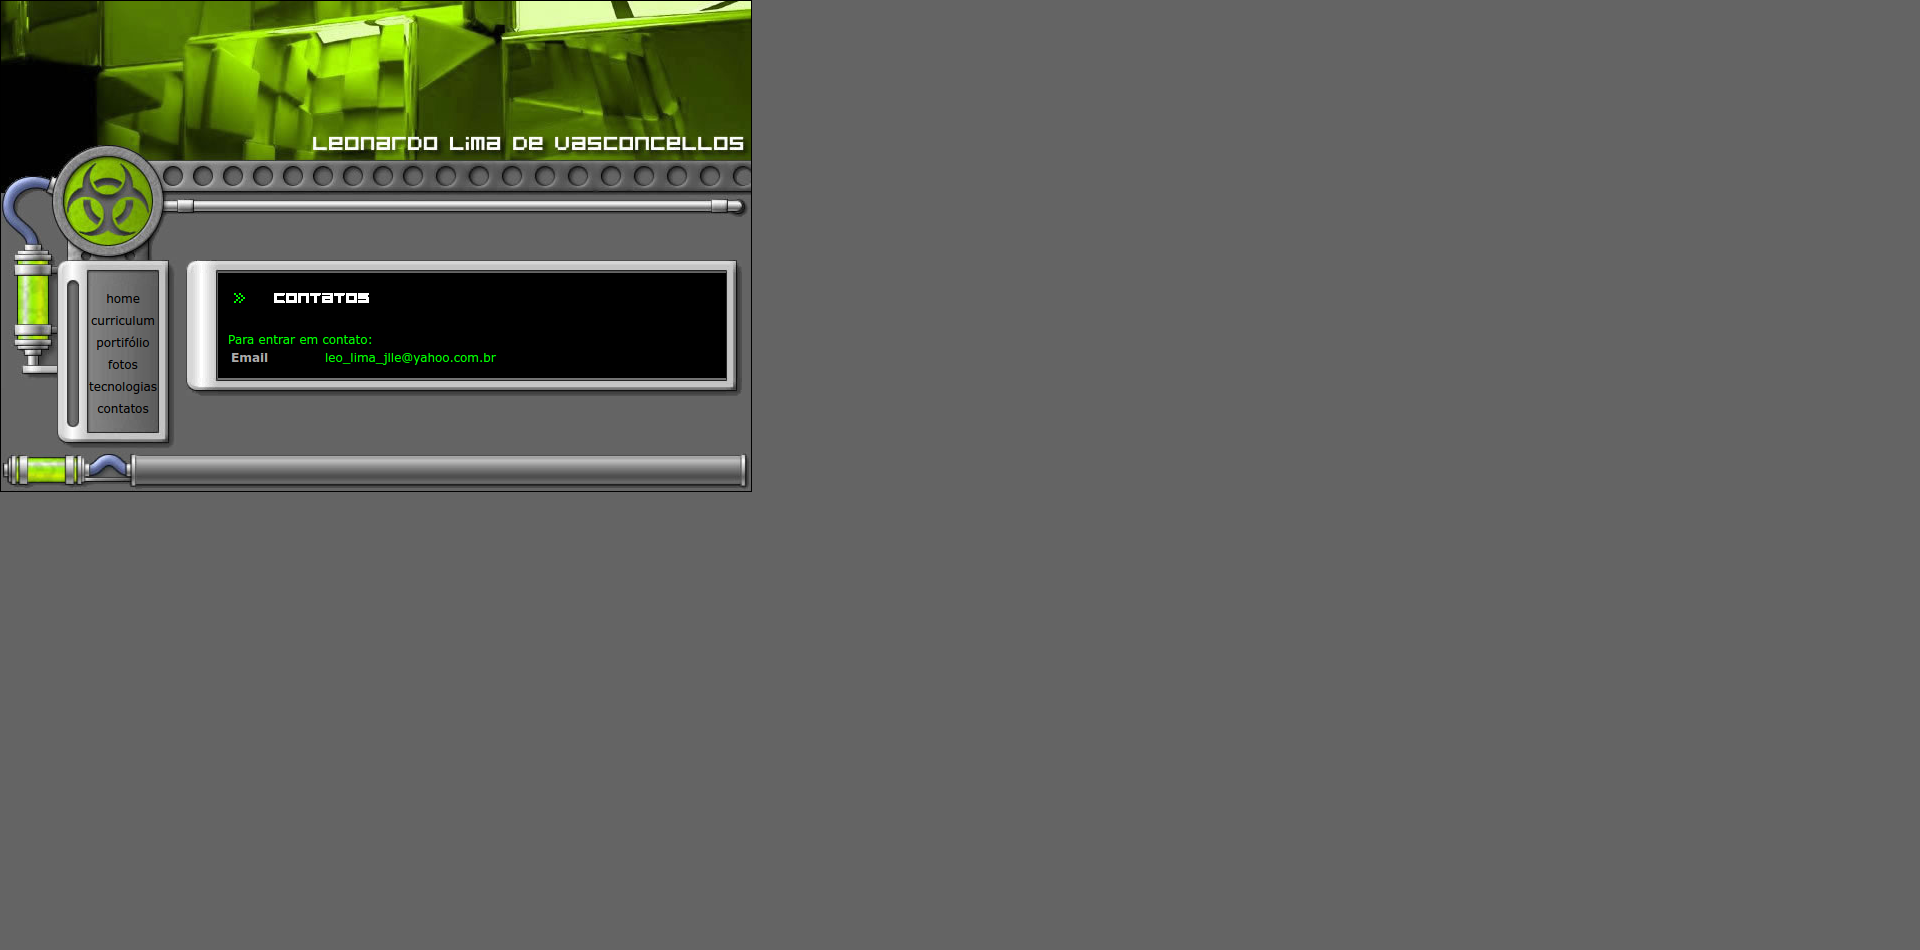 Leonardo Lima de Vasconcellos
home
curriculum
portifólio
fotos
tecnologias
contatos
contatos
Para entrar em contato:
Email leo_lima_jlle@yahoo.com.br